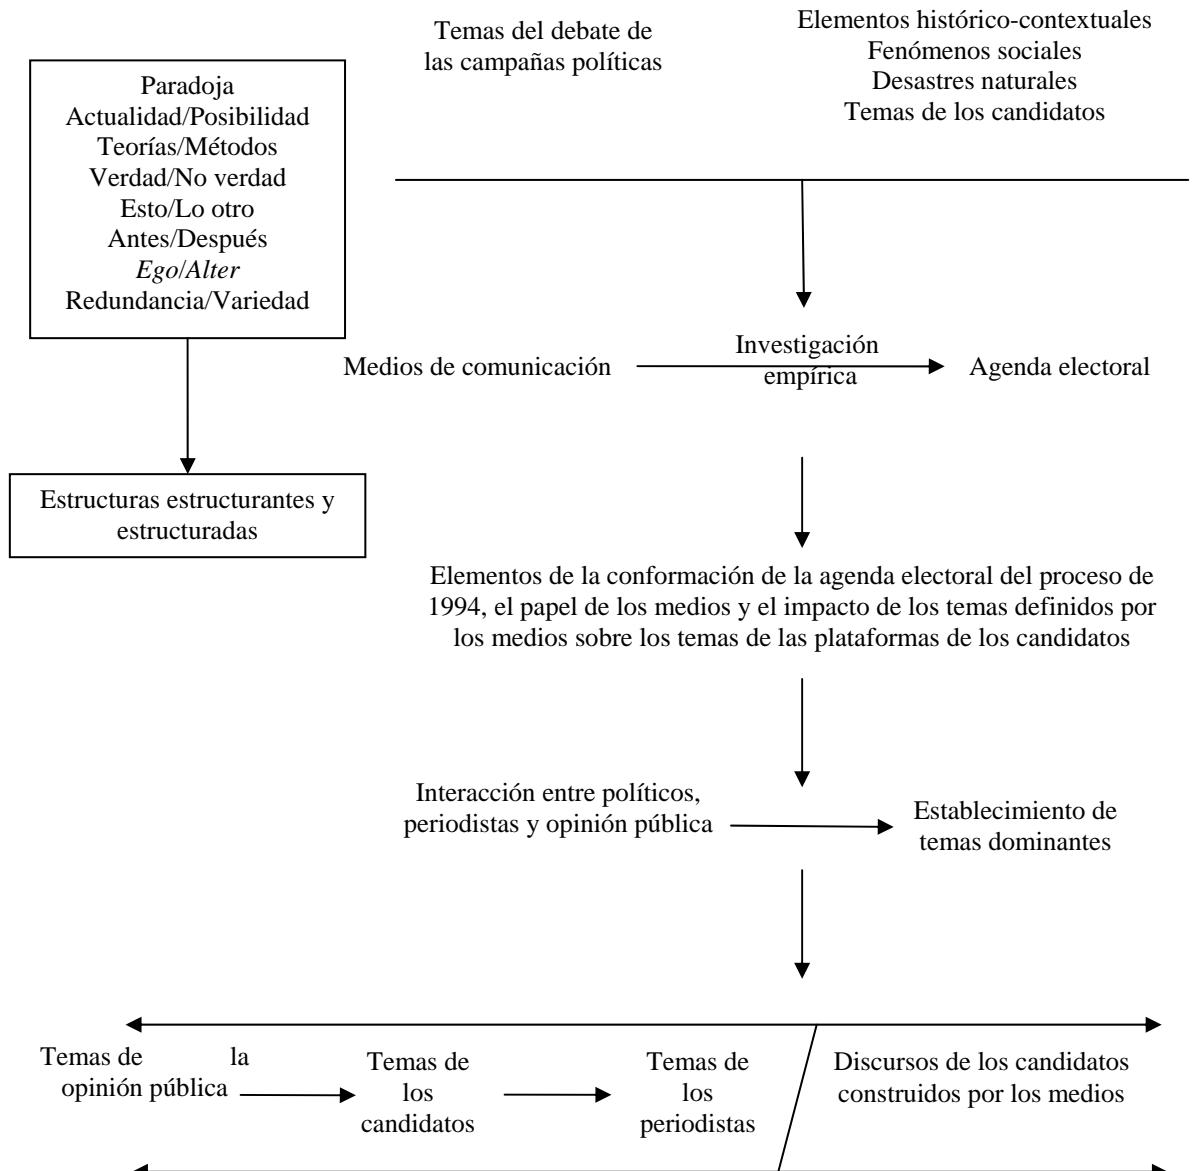 Temas del debate de
las campañas políticas
Elementos histórico-contextuales
Fenómenos sociales
Desastres naturales
Temas de los candidatos
Paradoja
Actualidad/Posibilidad
Teorías/Métodos
Verdad/No verdad
Esto/Lo otro
Antes/Después
Ego/Alter
Redundancia/Variedad
Medios de comunicación
Investigación
empírica
Agenda electoral
Estructuras estructurantes y
estructuradas
Elementos de la conformación de la agenda electoral del proceso de
1994, el papel de los medios y el impacto de los temas definidos por
los medios sobre los temas de las plataformas de los candidatos
Interacción entre políticos,
periodistas y opinión pública
Establecimiento de
temas dominantes
Temas de la
opinión pública
Temas de
los
candidatos
Temas de
los
periodistas
Discursos de los candidatos
construidos por los medios